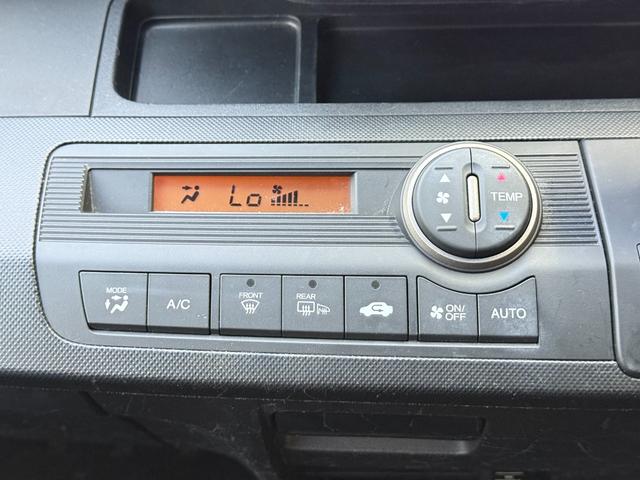 Lo
TEMP
MODE
A/C
FRONT
REAR
ON/
OFF
AUTO